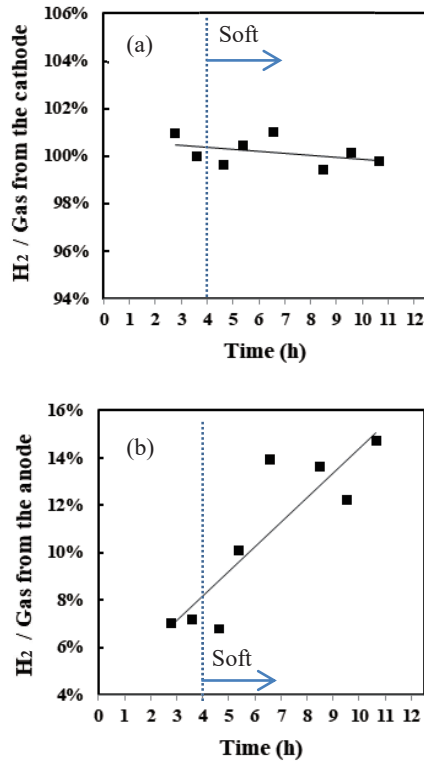 106%
(a)
Soft
104%
102%
100%
98%
96%
94%
H2 / Gas from the cathode
0 1 2 3 4 5 6 7 8 9 10 11 12
Time (h)
16%
(b)
14%
12%
10%
8%
6%
4%
Soft
H2 / Gas from the anode
0 1 2 3 4 5 6 7 8 9 10 11 12
Time (h)